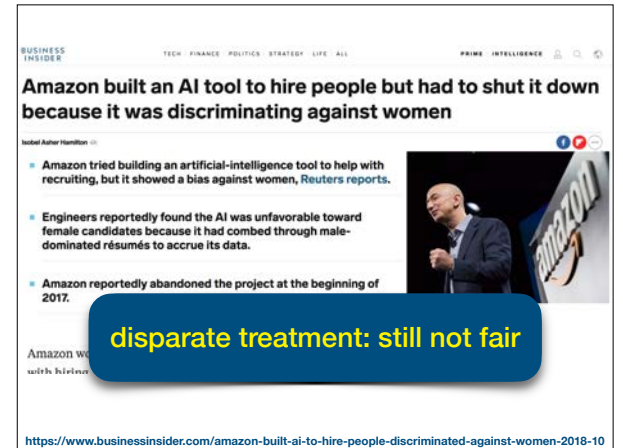 BUSINESS
INSIDER
TECH FINANCE POLITICS STRATEGY LIFE ALL
PRIME INTELLIGENCE
Amazon built an AI tool to hire people but had to shut it down
because it was discriminating against women
Isobel Asher Hamilton
Amazon tried building an artificial-intelligence tool to help with
recruiting, but it showed a bias against women, Reuters reports.
Engineers reportedly found the AI was unfavorable toward
female candidates because it had combed through male-
dominated résumés to accrue its data.
Amazon reportedly abandoned the project at the beginning of
2017.
amazon
disparate treatment: still not fair
Amazon
with hiring
https://www.businessinsider.com/amazon-built-ai-to-hire-people-discriminated-against-women-2018-10